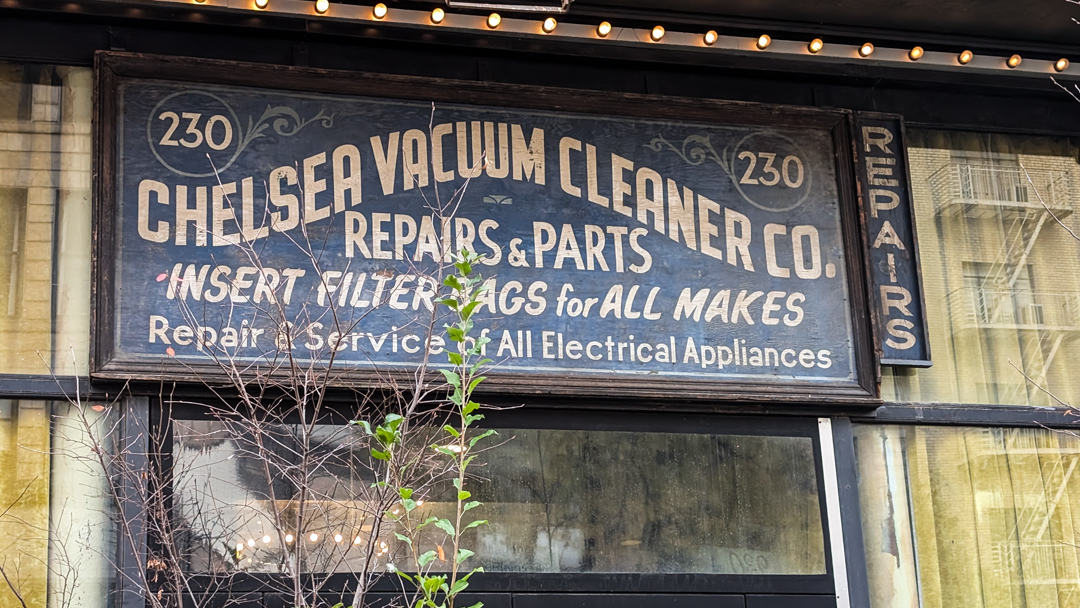 230
230
CHELSEA VACUUM CLEANER CO.
REPAIRS & PARTS
INSERT FILTER BAGS for ALL MAKES
Repair & Service of All Electrical Appliances
REPAIRS